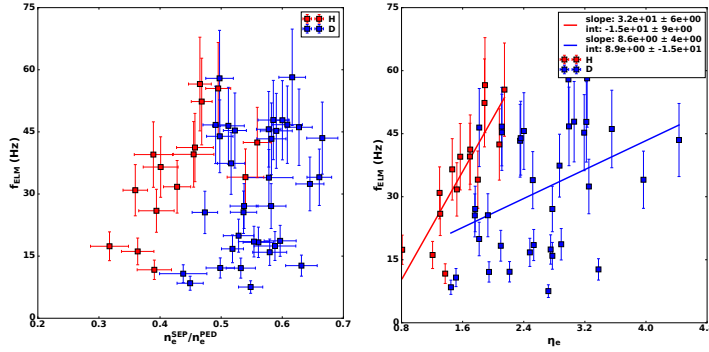 75
60
45
30
15
0
0.2 0.3 0.4 0.5 0.6 0.7
f_ELM (Hz)
n_e^SEP/n_e^PED
H
D
75
60
45
30
15
0
0.8 1.6 2.4 3.2 4.0 4.8
f_ELM (Hz)
η_e
slope: 3.2e+01 ± 6e+00
int: -1.5e+01 ± 9e+00
slope: 8.6e+00 ± 4e+00
int: 8.9e+00 ± -1.5e+01
H
D